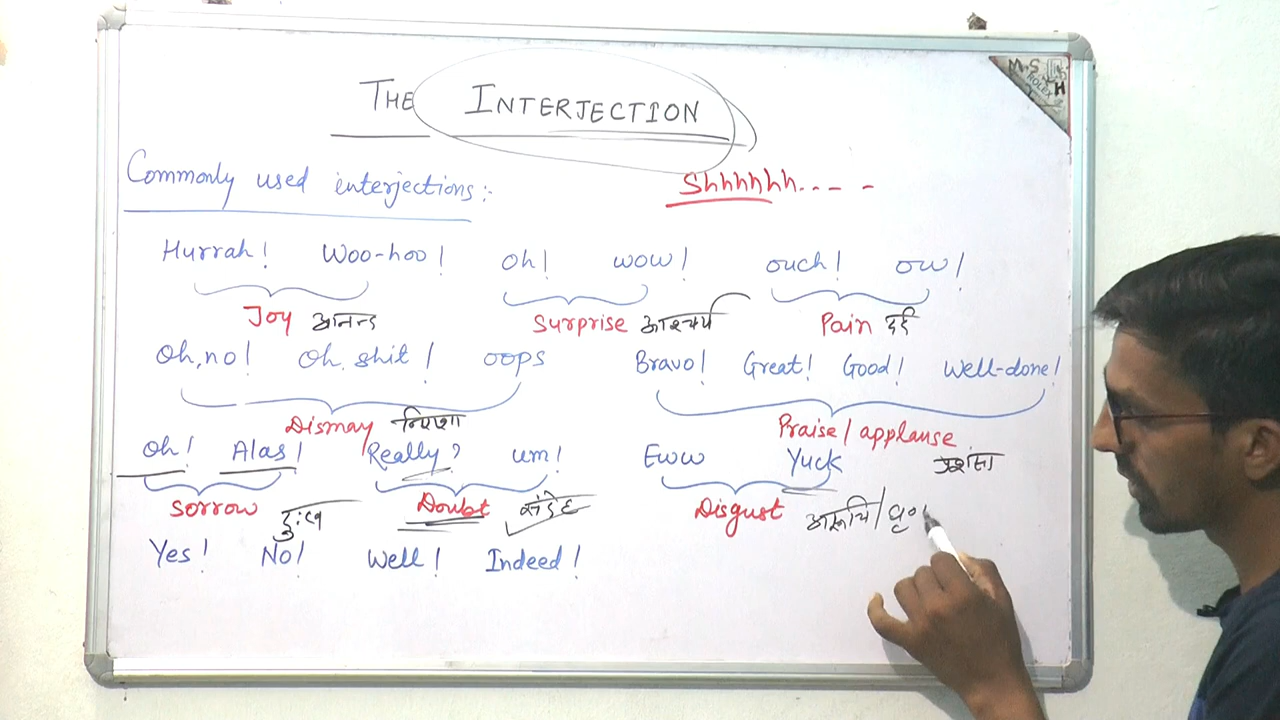 THE INTERJECTION
M.S
ROLEX
H
Commonly used interjections:-
Shhhhhh.... -
Hurrah! Woo-hoo! Oh! wow! ouch! ow!
Joy आनन्द Surprise आश्चर्य Pain दर्द
Oh, no! Oh, shit! oops Bravo! Great! Good! Well-done!
Dismay निराशा Praise/applause
Oh! Alas! Really? um! Eww Yuck प्रशंसा
Sorrow दुःख Doubt संदेह Disgust अरूचि/घृणा
Yes! No! Well! Indeed!